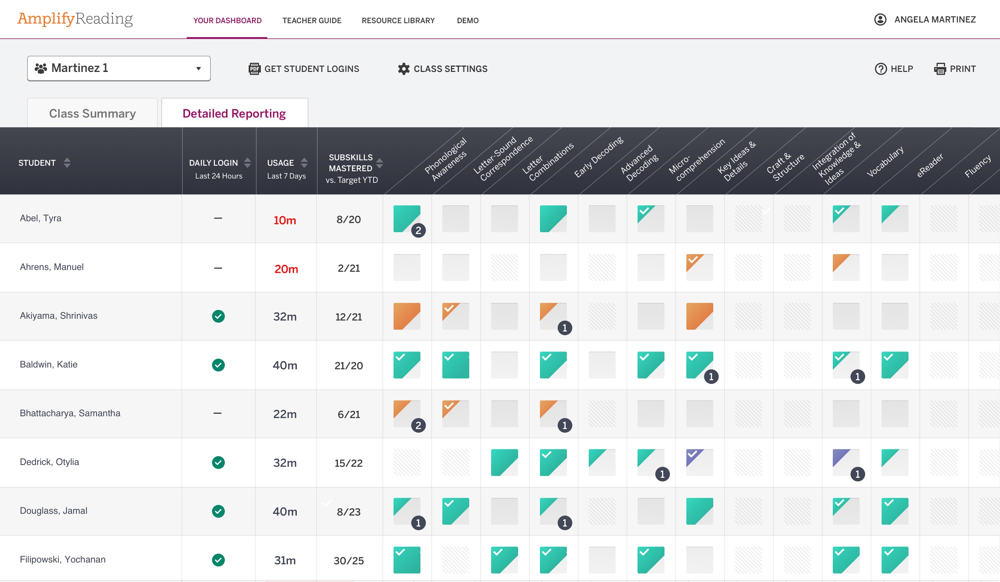 AmplifyReading
YOUR DASHBOARD
TEACHER GUIDE
RESOURCE LIBRARY
DEMO
ANGELA MARTINEZ
Martinez 1
PDF
GET STUDENT LOGINS
CLASS SETTINGS
? HELP
PRINT
Class Summary
Detailed Reporting
STUDENT
DAILY LOGIN
Last 24 Hours
USAGE
Last 7 Days
SUBSKILLS
MASTERED
vs. Target YTD
Phonological
Awareness
Letter-Sound
Correspondence
Letter
Combinations
Early Decoding
Advanced
Decoding
Micro-
comprehension
Key Ideas &
Details
Craft &
Structure
Integration of
Knowledge &
Ideas
Vocabulary
eReader
Fluency
Abel, Tyra — 10m 8/20 2
Ahrens, Manuel — 20m 2/21
Akiyama, Shrinivas 32m 12/21 1
Baldwin, Katie 40m 21/20 1 1
Bhattacharya, Samantha — 22m 6/21 2 1
Dedrick, Otylia 32m 15/22 1 1
Douglass, Jamal 40m 8/23 1 1
Filipowski, Yochanan 31m 30/25